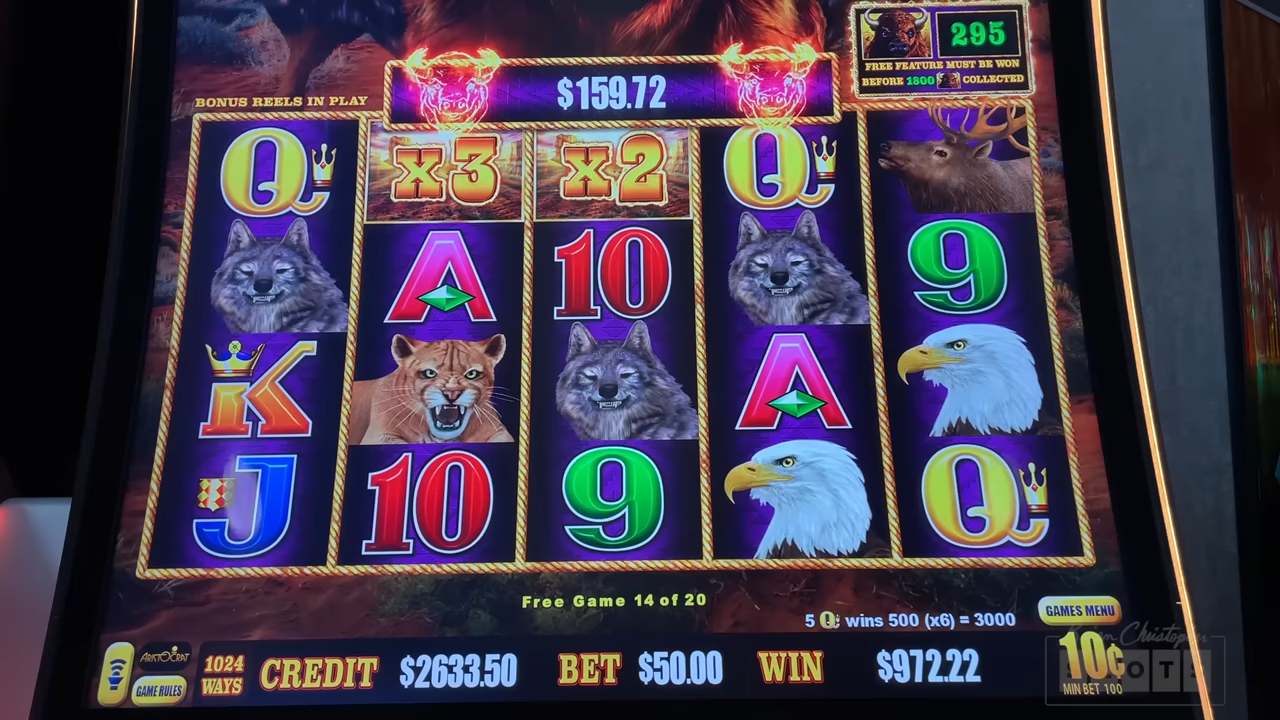 295
FREE FEATURE MUST BE WON
BEFORE 1800 COLLECTED
$159.72
BONUS REELS IN PLAY
Q x3 x2 Q
A 10 9
K A
J 10 9 Q
Free Game 14 of 20
5 Q wins 500 (x6) = 3000
GAMES MENU
ARISTOCRAT
GAME RULES
1024 WAYS
CREDIT $2633.50 BET $50.00 WIN $972.22
10¢
MIN BET 100
Christopher
SLOTS